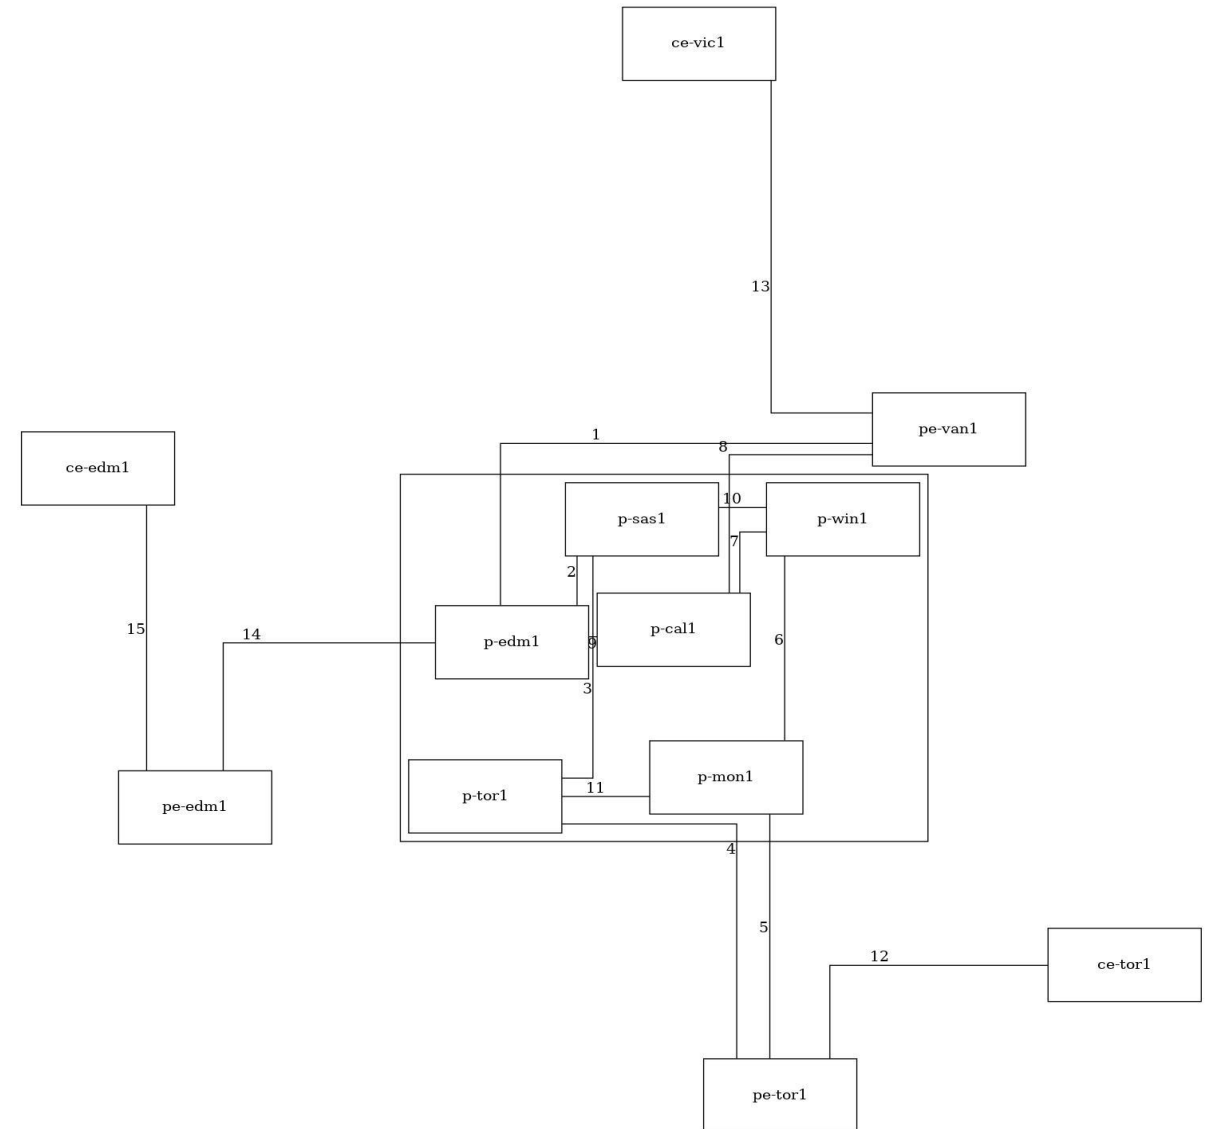 ce-vic1
13
pe-van1
1
8
ce-edm1
10
p-sas1
p-win1
7
2
15
14
p-edm1
9
p-cal1
6
3
p-mon1
11
p-tor1
pe-edm1
4
5
12
ce-tor1
pe-tor1